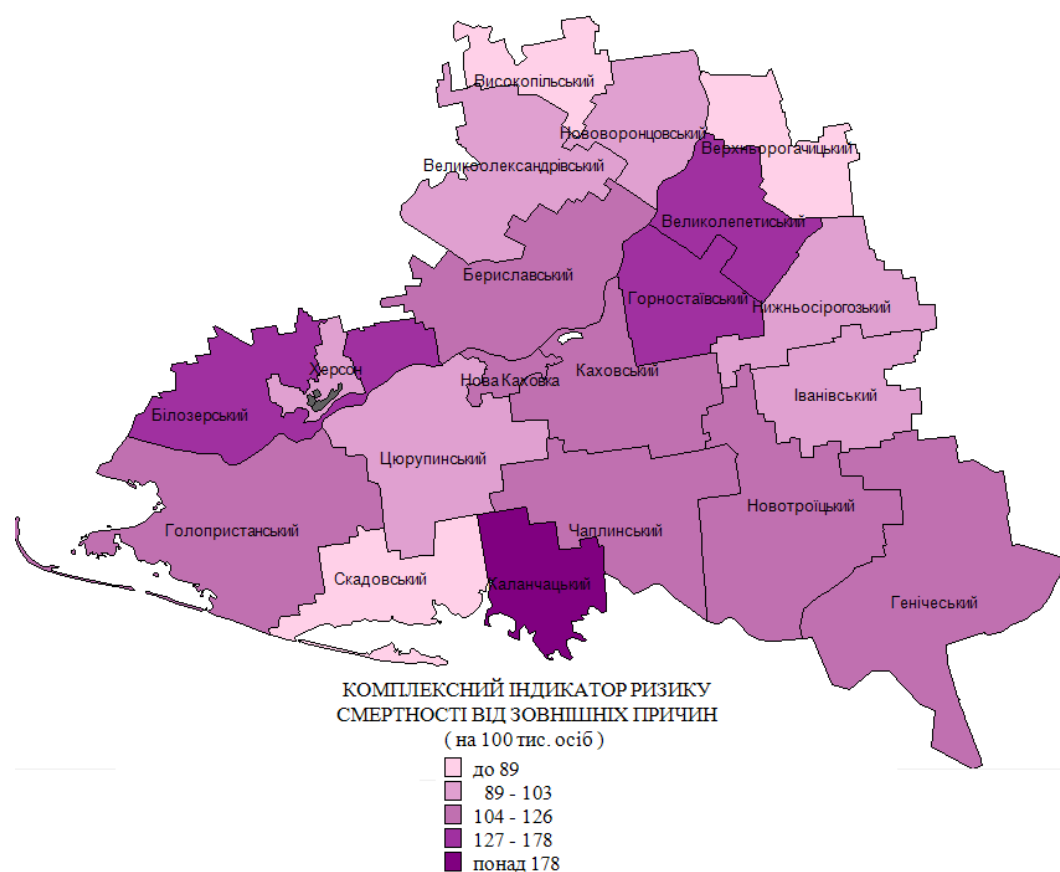 Високопільський
Нововоронцовський
Верхньорогачицький
Великоолександрівський
Великолепетиський
Бериславський
Горностаївський
Нижньосірогозький
Херсон
Нова Каховка
Каховський
Іванівський
Білозерський
Цюрупинський
Новотроїцький
Голопристанський
Чаплинський
Скадовський
Каланчацький
Генічеський
КОМПЛЕКСНИЙ ІНДИКАТОР РИЗИКУ
СМЕРТНОСТІ ВІД ЗОВНІШНІХ ПРИЧИН
( на 100 тис. осіб )
до 89
89 - 103
104 - 126
127 - 178
понад 178